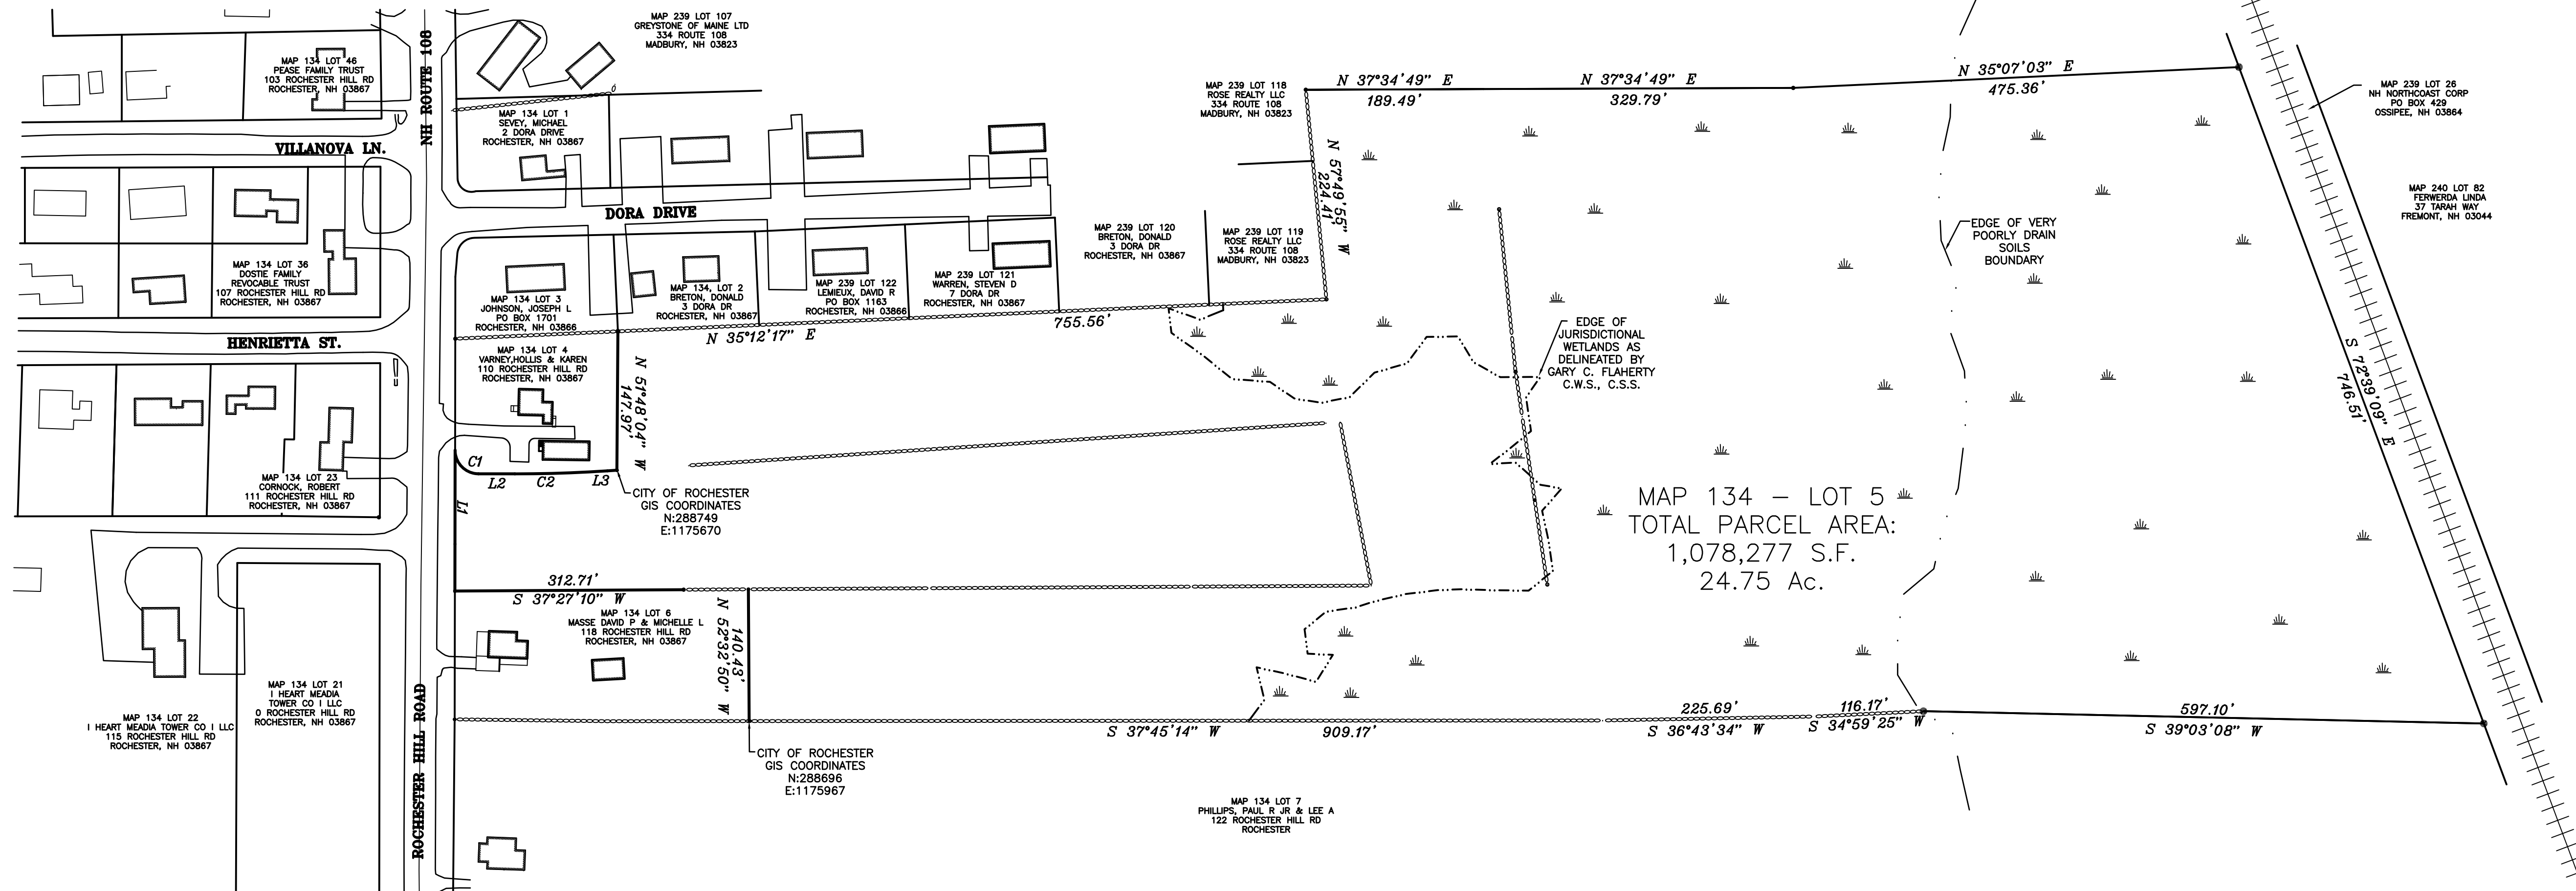 MAP 239 LOT 107
GREYSTONE OF MAINE LTD
334 ROUTE 108
MADBURY, NH 03823
MAP 134 LOT 46
PEASE FAMILY TRUST
103 ROCHESTER HILL RD
ROCHESTER, NH 03867
NH ROUTE 108
VILLANOVA LN.
MAP 134 LOT 1
SEVEY, MICHAEL
2 DORA DRIVE
ROCHESTER, NH 03867
DORA DRIVE
MAP 239 LOT 118
ROSE REALTY LLC
334 ROUTE 108
MADBURY, NH 03823
N 37°34'49" E
189.49'
N 37°34'49" E
329.79'
N 35°07'03" E
475.36'
MAP 239 LOT 26
NH NORTHCOAST CORP
PO BOX 429
OSSIPEE, NH 03864
MAP 240 LOT 82
FERWERDA LINDA
37 TARAH WAY
FREMONT, NH 03044
N 57°49'55" W
224.41'
EDGE OF VERY
POORLY DRAIN
SOILS
BOUNDARY
MAP 239 LOT 120
BRETON, DONALD
3 DORA DR
ROCHESTER, NH 03867
MAP 239 LOT 119
ROSE REALTY LLC
334 ROUTE 108
MADBURY, NH 03823
MAP 134 LOT 36
DOSTIE FAMILY
REVOCABLE TRUST
107 ROCHESTER HILL RD
ROCHESTER, NH 03867
MAP 134 LOT 3
JOHNSON, JOSEPH L
PO BOX 1701
ROCHESTER, NH 03866
MAP 134, LOT 2
BRETON, DONALD
3 DORA DR
ROCHESTER, NH 03867
MAP 239 LOT 122
LEMIEUX, DAVID R
PO BOX 1163
ROCHESTER, NH 03866
MAP 239 LOT 121
WARREN, STEVEN D
7 DORA DR
ROCHESTER, NH 03867
N 35°12'17" E
755.56'
HENRIETTA ST.
MAP 134 LOT 4
VARNEY,HOLLIS & KAREN
110 ROCHESTER HILL RD
ROCHESTER, NH 03867
N 51°48'04" W
147.97'
EDGE OF
JURISDICTIONAL
WETLANDS AS
DELINEATED BY
GARY C. FLAHERTY
C.W.S., C.S.S.
S 72°39'09" E
746.51'
C1
L2
C2
L3
L1
MAP 134 LOT 23
CORNOCK, ROBERT
111 ROCHESTER HILL RD
ROCHESTER, NH 03867
CITY OF ROCHESTER
GIS COORDINATES
N:288749
E:1175670
MAP 134 – LOT 5
TOTAL PARCEL AREA:
1,078,277 S.F.
24.75 Ac.
312.71'
S 37°27'10" W
MAP 134 LOT 6
MASSE DAVID P & MICHELLE L
118 ROCHESTER HILL RD
ROCHESTER, NH 03867
140.43'
N 52°32'50" W
MAP 134 LOT 21
I HEART MEADIA
TOWER CO I LLC
0 ROCHESTER HILL RD
ROCHESTER, NH 03867
MAP 134 LOT 22
I HEART MEADIA TOWER CO I LLC
115 ROCHESTER HILL RD
ROCHESTER, NH 03867
ROCHESTER HILL ROAD
CITY OF ROCHESTER
GIS COORDINATES
N:288696
E:1175967
S 37°45'14" W
909.17'
225.69'
S 36°43'34" W
116.17'
S 34°59'25" W
597.10'
S 39°03'08" W
MAP 134 LOT 7
PHILLIPS, PAUL R JR & LEE A
122 ROCHESTER HILL RD
ROCHESTER